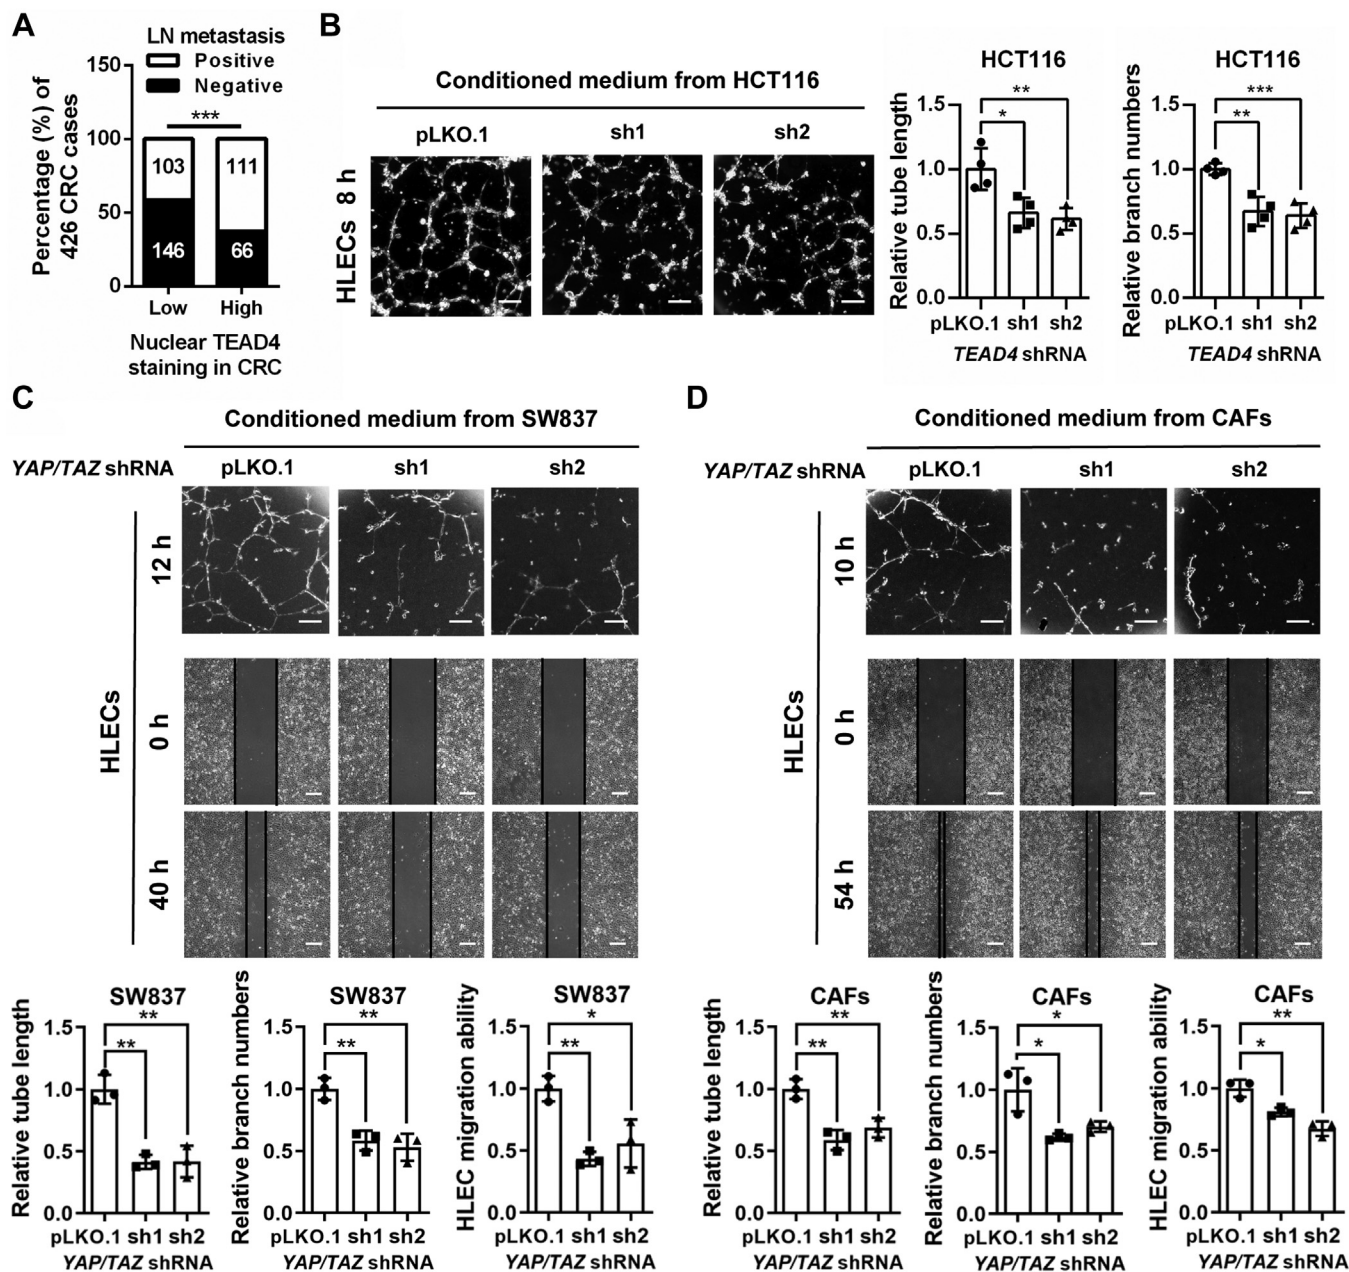 A
LN metastasis
Positive
Negative
Percentage (%) of
426 CRC cases
150
100
50
0
***
103
111
146
66
Low
High
Nuclear TEAD4
staining in CRC
B
Conditioned medium from HCT116
pLKO.1 sh1 sh2
HLECs 8 h
HCT116
Relative tube length
1.5
1.0
0.5
0.0
**
*
pLKO.1 sh1 sh2
TEAD4 shRNA
HCT116
Relative branch numbers
1.5
1.0
0.5
0.0
***
**
pLKO.1 sh1 sh2
TEAD4 shRNA
C
Conditioned medium from SW837
YAP/TAZ shRNA pLKO.1 sh1 sh2
HLECs
12 h
0 h
40 h
SW837
Relative tube length
1.5
1.0
0.5
0.0
**
**
pLKO.1 sh1 sh2
YAP/TAZ shRNA
SW837
Relative branch numbers
1.5
1.0
0.5
0.0
**
**
pLKO.1 sh1 sh2
YAP/TAZ shRNA
SW837
HLEC migration ability
1.5
1.0
0.5
0.0
*
**
pLKO.1 sh1 sh2
YAP/TAZ shRNA
D
Conditioned medium from CAFs
YAP/TAZ shRNA pLKO.1 sh1 sh2
HLECs
10 h
0 h
54 h
CAFs
Relative tube length
1.5
1.0
0.5
0.0
**
**
pLKO.1 sh1 sh2
YAP/TAZ shRNA
CAFs
Relative branch numbers
1.5
1.0
0.5
0.0
*
*
pLKO.1 sh1 sh2
YAP/TAZ shRNA
CAFs
HLEC migration ability
1.5
1.0
0.5
0.0
**
*
pLKO.1 sh1 sh2
YAP/TAZ shRNA